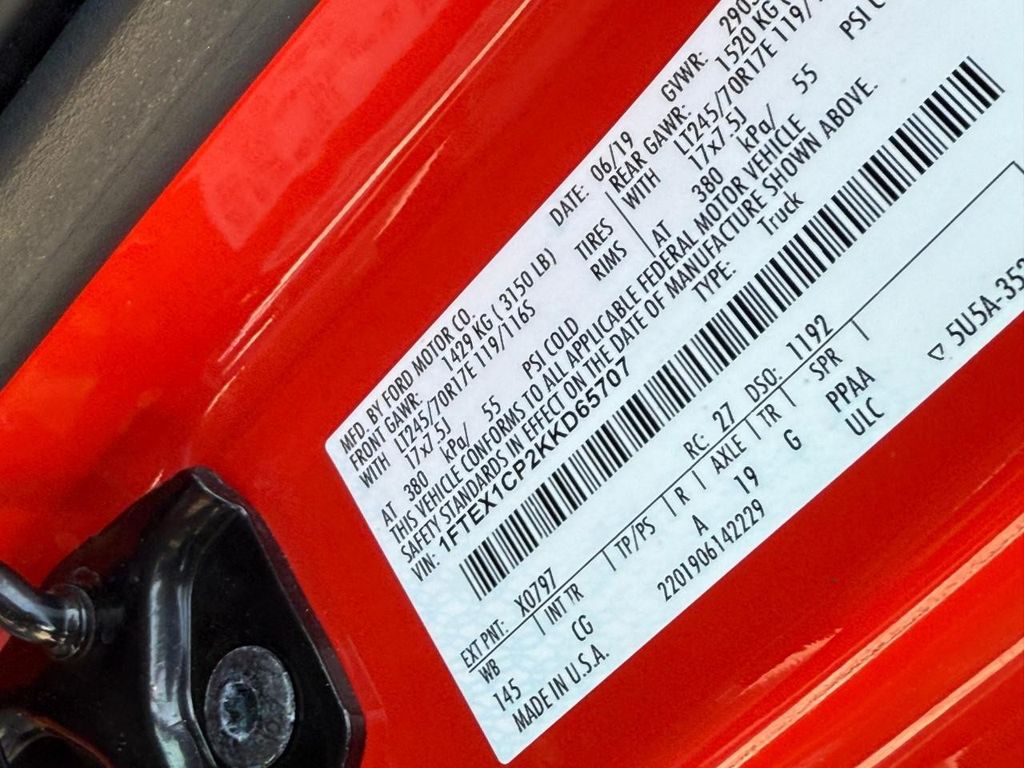 MFD. BY FORD MOTOR CO.
DATE: 06/19 GVWR:
FRONT GAWR: 1429 KG ( 3150 LB) REAR GAWR: 1520 KG
WITH LT245/70R17E 119/116S TIRES WITH LT245/70R17E 119/
17x7.5J RIMS 17x7.5J
AT 380 kPa/ 55 PSI COLD AT 380 kPa/ 55 PSI
THIS VEHICLE CONFORMS TO ALL APPLICABLE FEDERAL MOTOR VEHICLE
SAFETY STANDARDS IN EFFECT ON THE DATE OF MANUFACTURE SHOWN ABOVE.
VIN: 1FTEX1CP2KKD65707 TYPE: Truck
EXT PNT: X0797 RC: 27 DSO: 1192
WB INT TR TP/PS R AXLE TR SPR
145 CG A 19 G PPAA
MADE IN U.S.A. 2201906142229 ULC
5U5A-